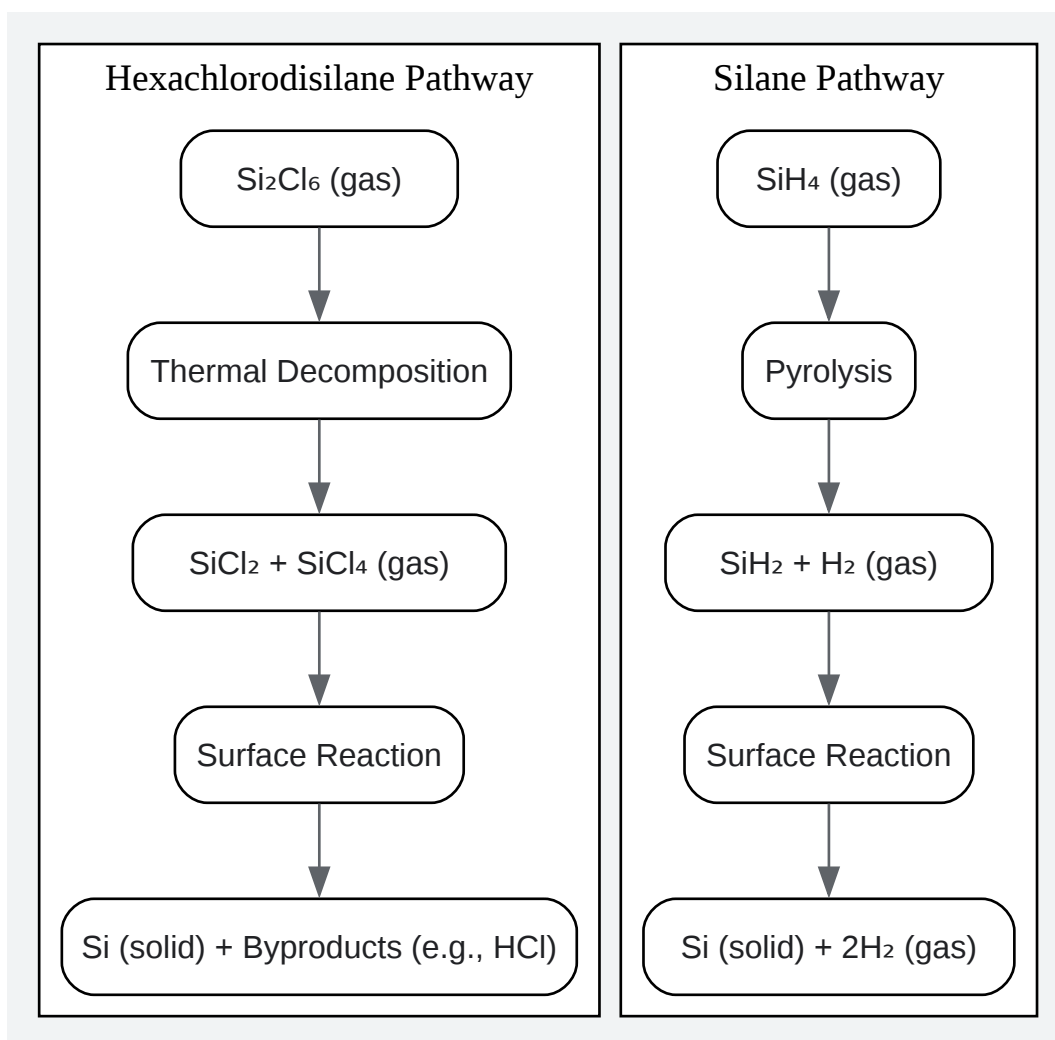 Hexachlorodisilane Pathway
Si₂Cl₆ (gas)
Thermal Decomposition
SiCl₂ + SiCl₄ (gas)
Surface Reaction
Si (solid) + Byproducts (e.g., HCl)
Silane Pathway
SiH₄ (gas)
Pyrolysis
SiH₂ + H₂ (gas)
Surface Reaction
Si (solid) + 2H₂ (gas)